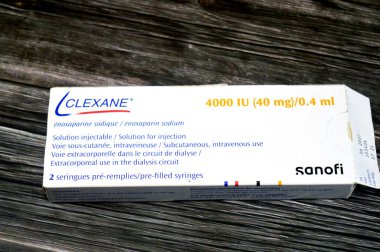 CLEXANE®
4000 IU (40 mg)/0.4 ml
énoxaparine sodique / enoxaparin sodium
Solution injectable / Solution for injection
Voie sous-cutanée, intraveineuse / Subcutaneous, intravenous use
Voie extracorporelle dans le circuit de dialyse /
Extracorporeal use in the dialysis circuit
2 seringues pré-remplies/pre-filled syringes
sanofi